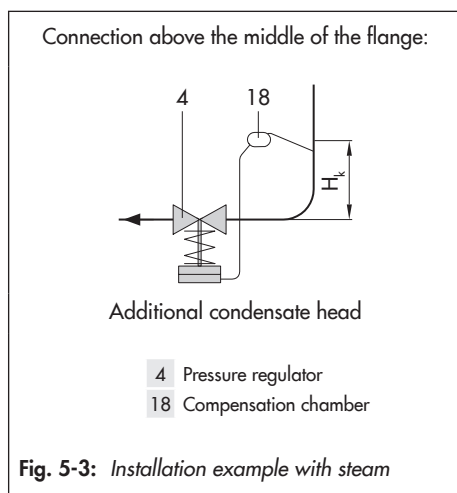 Connection above the middle of the flange:
4 18
Hk
Additional condensate head
4 Pressure regulator
18 Compensation chamber
Fig. 5-3: Installation example with steam